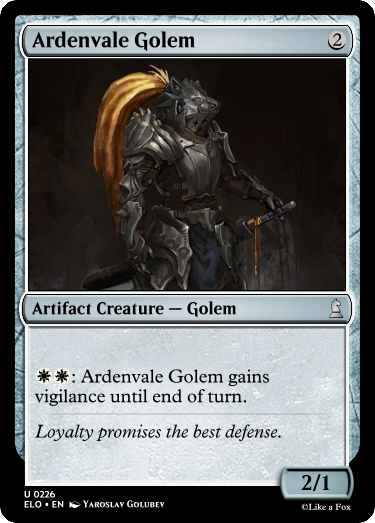 Ardenvale Golem 2
Artifact Creature — Golem
: Ardenvale Golem gains
vigilance until end of turn.
Loyalty promises the best defense.
2/1
U 0226
ELO • EN Yaroslav Golubev
©Like a Fox